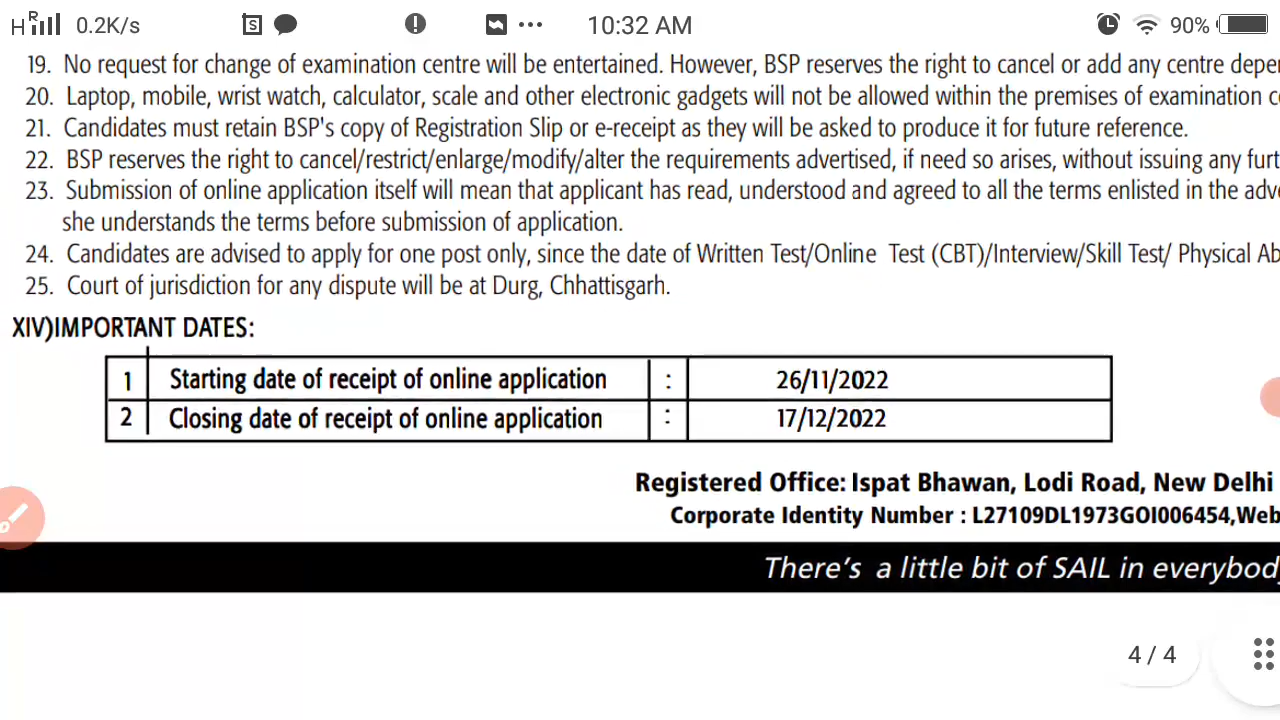 HR 0.2K/s S 10:32 AM 90%
19. No request for change of examination centre will be entertained. However, BSP reserves the right to cancel or add any centre depe
20. Laptop, mobile, wrist watch, calculator, scale and other electronic gadgets will not be allowed within the premises of examination c
21. Candidates must retain BSP's copy of Registration Slip or e-receipt as they will be asked to produce it for future reference.
22. BSP reserves the right to cancel/restrict/enlarge/modify/alter the requirements advertised, if need so arises, without issuing any furt
23. Submission of online application itself will mean that applicant has read, understood and agreed to all the terms enlisted in the adv
she understands the terms before submission of application.
24. Candidates are advised to apply for one post only, since the date of Written Test/Online Test (CBT)/Interview/Skill Test/ Physical Ab
25. Court of jurisdiction for any dispute will be at Durg, Chhattisgarh.
XIV)IMPORTANT DATES:
1 Starting date of receipt of online application : 26/11/2022
2 Closing date of receipt of online application : 17/12/2022
Registered Office: Ispat Bhawan, Lodi Road, New Delhi
Corporate Identity Number : L27109DL1973GOI006454,Web
There's a little bit of SAIL in everybod
4 / 4